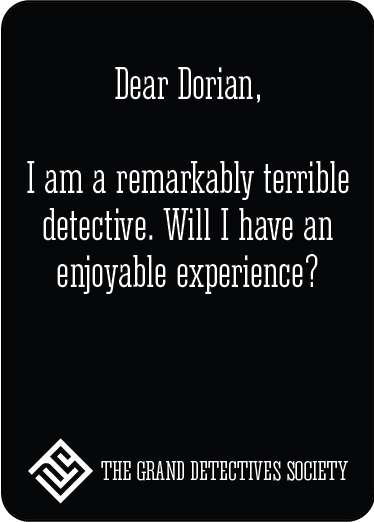 Dear Dorian,
I am a remarkably terrible
detective. Will I have an
enjoyable experience?
THE GRAND DETECTIVES SOCIETY